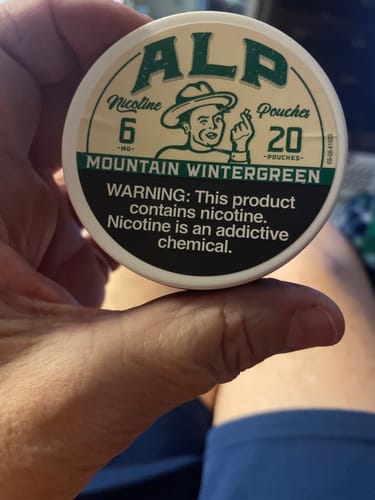 ALP
Nicotine Pouches
6 20
-MG- -POUCHES-
MOUNTAIN WINTERGREEN
WARNING: This product
contains nicotine.
Nicotine is an addictive
chemical.